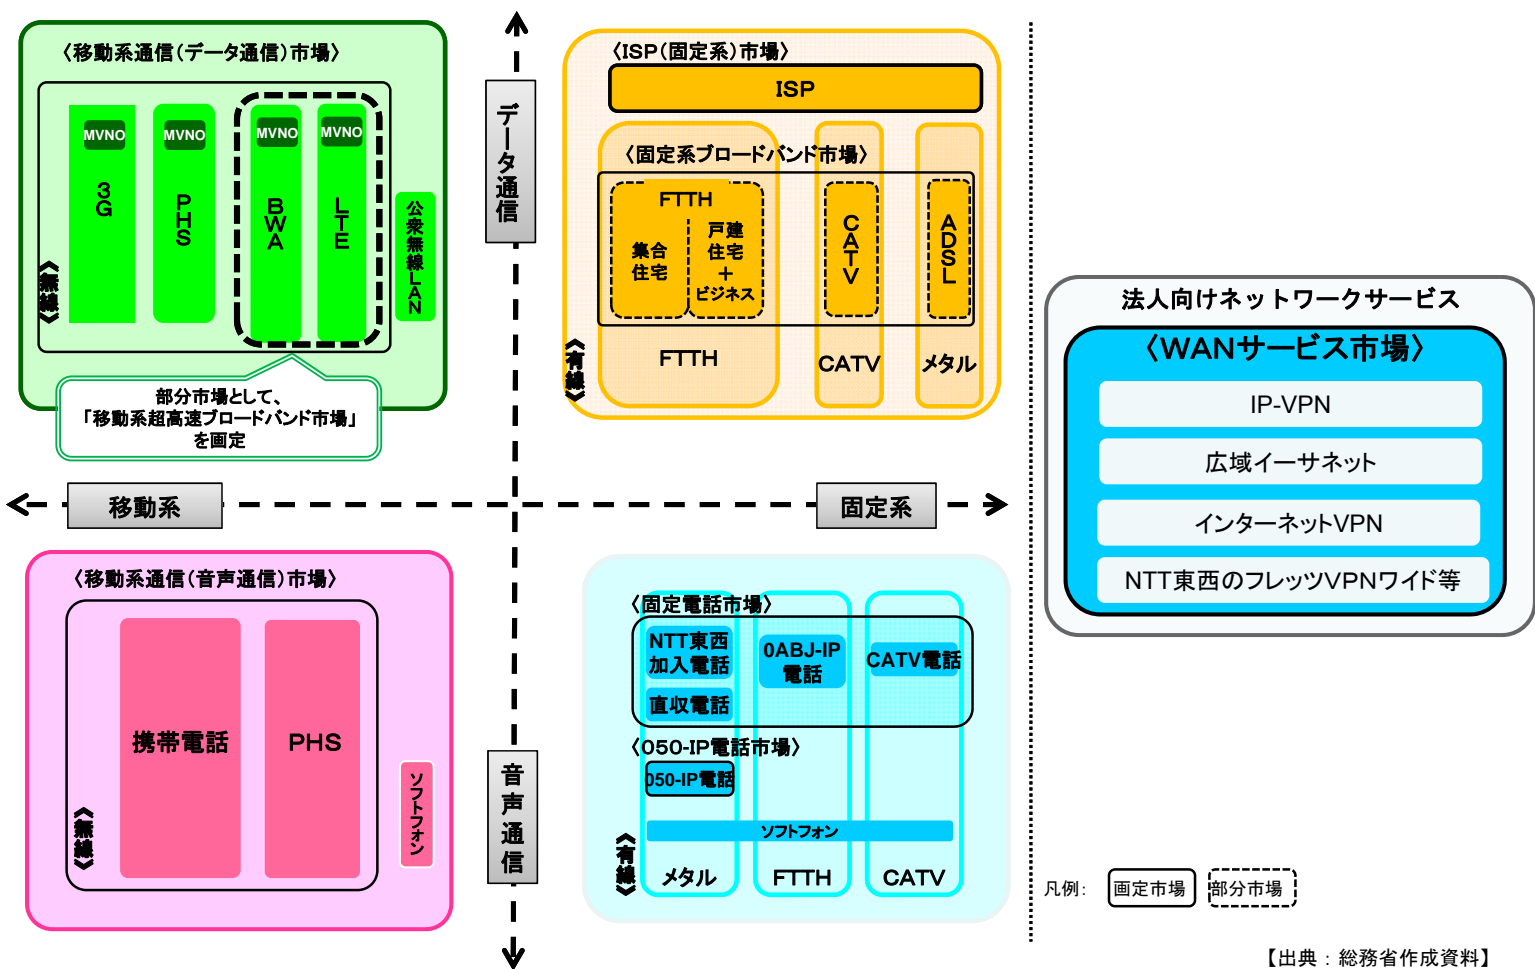 〈移動系通信(データ通信)市場〉
MVNO
3G
MVNO
PHS
MVNO
BWA
MVNO
LTE
公衆無線LAN
《無線》
部分市場として、
「移動系超高速ブロードバンド市場」
を画定
データ通信
〈ISP(固定系)市場〉
ISP
〈固定系ブロードバンド市場〉
FTTH
集合
住宅
戸建
住宅
+
ビジネス
CATV
ADSL
《有線》
FTTH
CATV
メタル
移動系
固定系
〈移動系通信(音声通信)市場〉
携帯電話
PHS
ソフトフォン
《無線》
音声通信
〈固定電話市場〉
NTT東西
加入電話
直収電話
0ABJ-IP
電話
CATV電話
〈050-IP電話市場〉
050-IP電話
ソフトフォン
《有線》
メタル
FTTH
CATV
法人向けネットワークサービス
〈WANサービス市場〉
IP-VPN
広域イーサネット
インターネットVPN
NTT東西のフレッツVPNワイド等
凡例:
画定市場
部分市場
【出典:総務省作成資料】